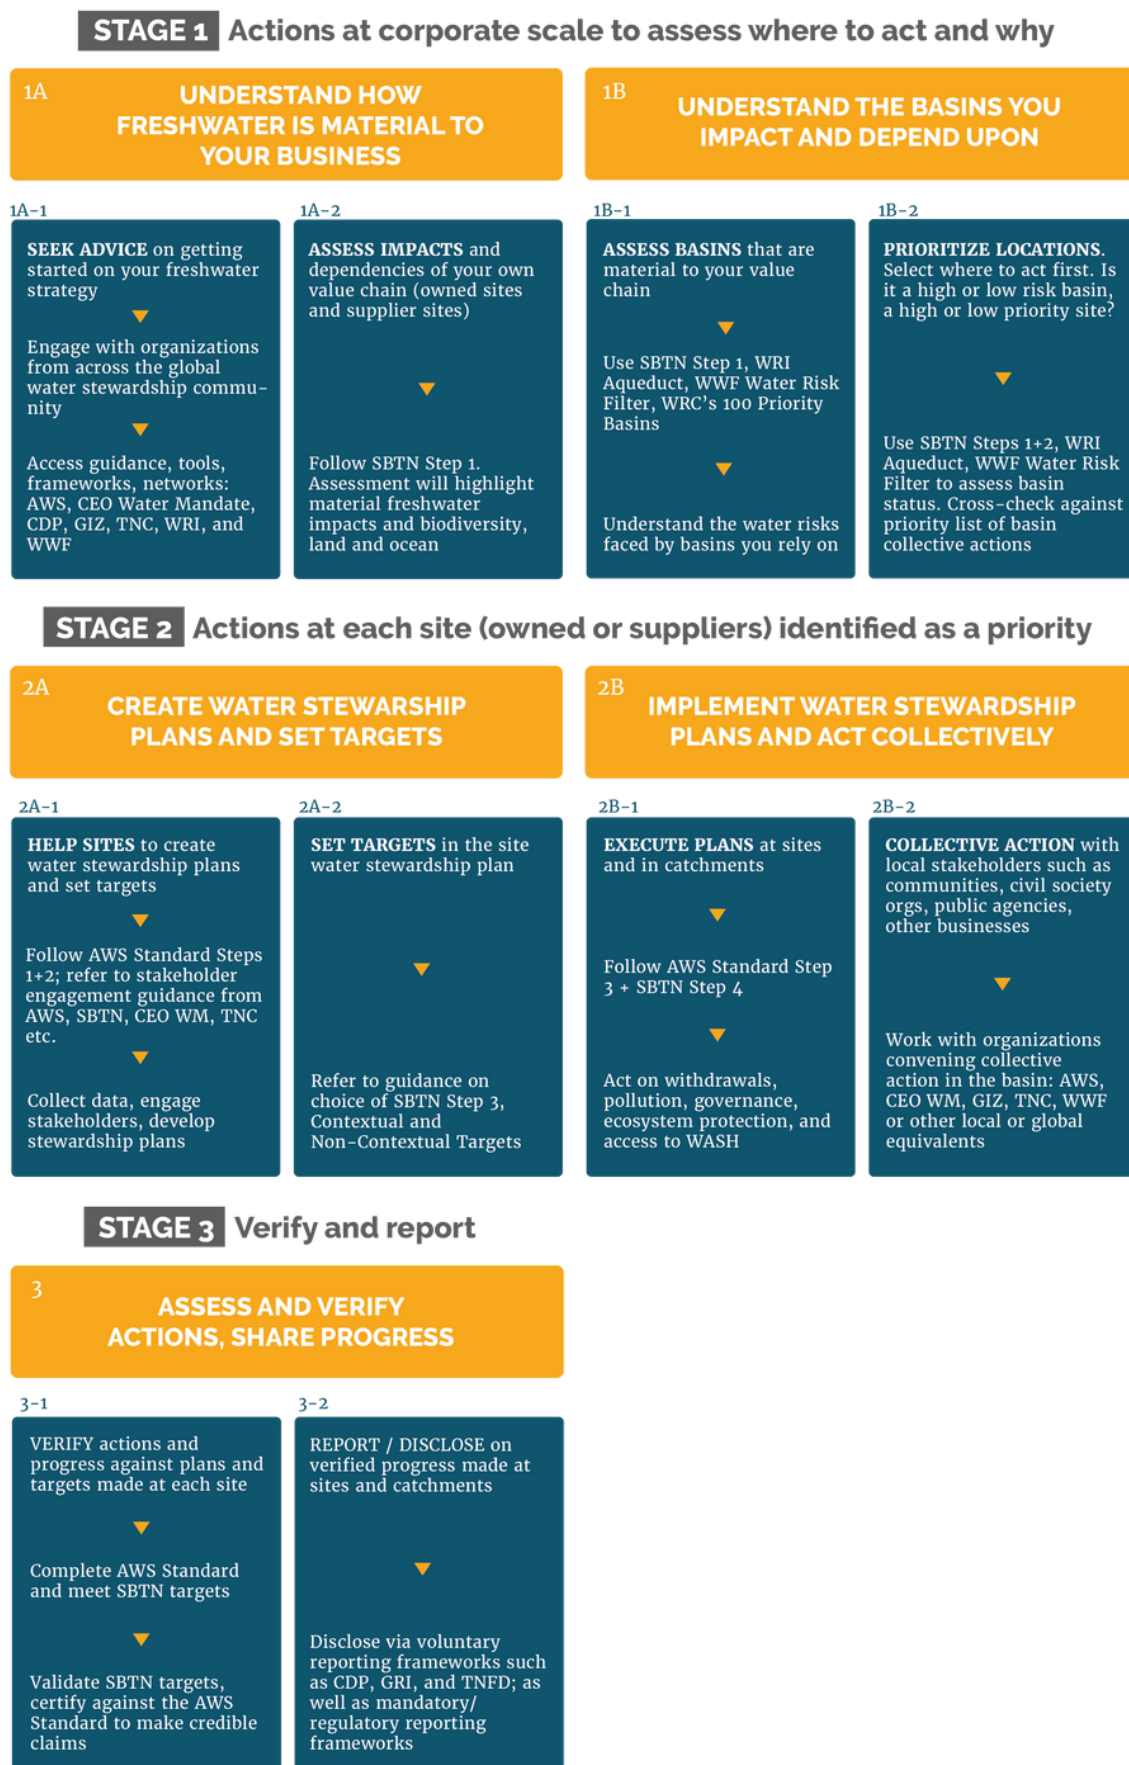 STAGE 1 Actions at corporate scale to assess where to act and why
1A
UNDERSTAND HOW
FRESHWATER IS MATERIAL TO
YOUR BUSINESS
1B
UNDERSTAND THE BASINS YOU
IMPACT AND DEPEND UPON
1A-1
SEEK ADVICE on getting
started on your freshwater
strategy
Engage with organizations
from across the global
water stewardship commu-
nity
Access guidance, tools,
frameworks, networks:
AWS, CEO Water Mandate,
CDP, GIZ, TNC, WRI, and
WWF
1A-2
ASSESS IMPACTS and
dependencies of your own
value chain (owned sites
and supplier sites)
Follow SBTN Step 1.
Assessment will highlight
material freshwater
impacts and biodiversity,
land and ocean
1B-1
ASSESS BASINS that are
material to your value
chain
Use SBTN Step 1, WRI
Aqueduct, WWF Water Risk
Filter, WRC's 100 Priority
Basins
Understand the water risks
faced by basins you rely on
1B-2
PRIORITIZE LOCATIONS.
Select where to act first. Is
it a high or low risk basin,
a high or low priority site?
Use SBTN Steps 1+2, WRI
Aqueduct, WWF Water Risk
Filter to assess basin
status. Cross-check against
priority list of basin
collective actions
STAGE 2 Actions at each site (owned or suppliers) identified as a priority
2A
CREATE WATER STEWARSHIP
PLANS AND SET TARGETS
2B
IMPLEMENT WATER STEWARDSHIP
PLANS AND ACT COLLECTIVELY
2A-1
HELP SITES to create
water stewardship plans
and set targets
Follow AWS Standard Steps
1+2; refer to stakeholder
engagement guidance from
AWS, SBTN, CEO WM, TNC
etc.
Collect data, engage
stakeholders, develop
stewardship plans
2A-2
SET TARGETS in the site
water stewardship plan
Refer to guidance on
choice of SBTN Step 3,
Contextual and
Non-Contextual Targets
2B-1
EXECUTE PLANS at sites
and in catchments
Follow AWS Standard Step
3 + SBTN Step 4
Act on withdrawals,
pollution, governance,
ecosystem protection, and
access to WASH
2B-2
COLLECTIVE ACTION with
local stakeholders such as
communities, civil society
orgs, public agencies,
other businesses
Work with organizations
convening collective
action in the basin: AWS,
CEO WM, GIZ, TNC, WWF
or other local or global
equivalents
STAGE 3 Verify and report
3
ASSESS AND VERIFY
ACTIONS, SHARE PROGRESS
3-1
VERIFY actions and
progress against plans and
targets made at each site
Complete AWS Standard
and meet SBTN targets
Validate SBTN targets,
certify against the AWS
Standard to make credible
claims
3-2
REPORT / DISCLOSE on
verified progress made at
sites and catchments
Disclose via voluntary
reporting frameworks such
as CDP, GRI, and TNFD; as
well as mandatory/
regulatory reporting
frameworks